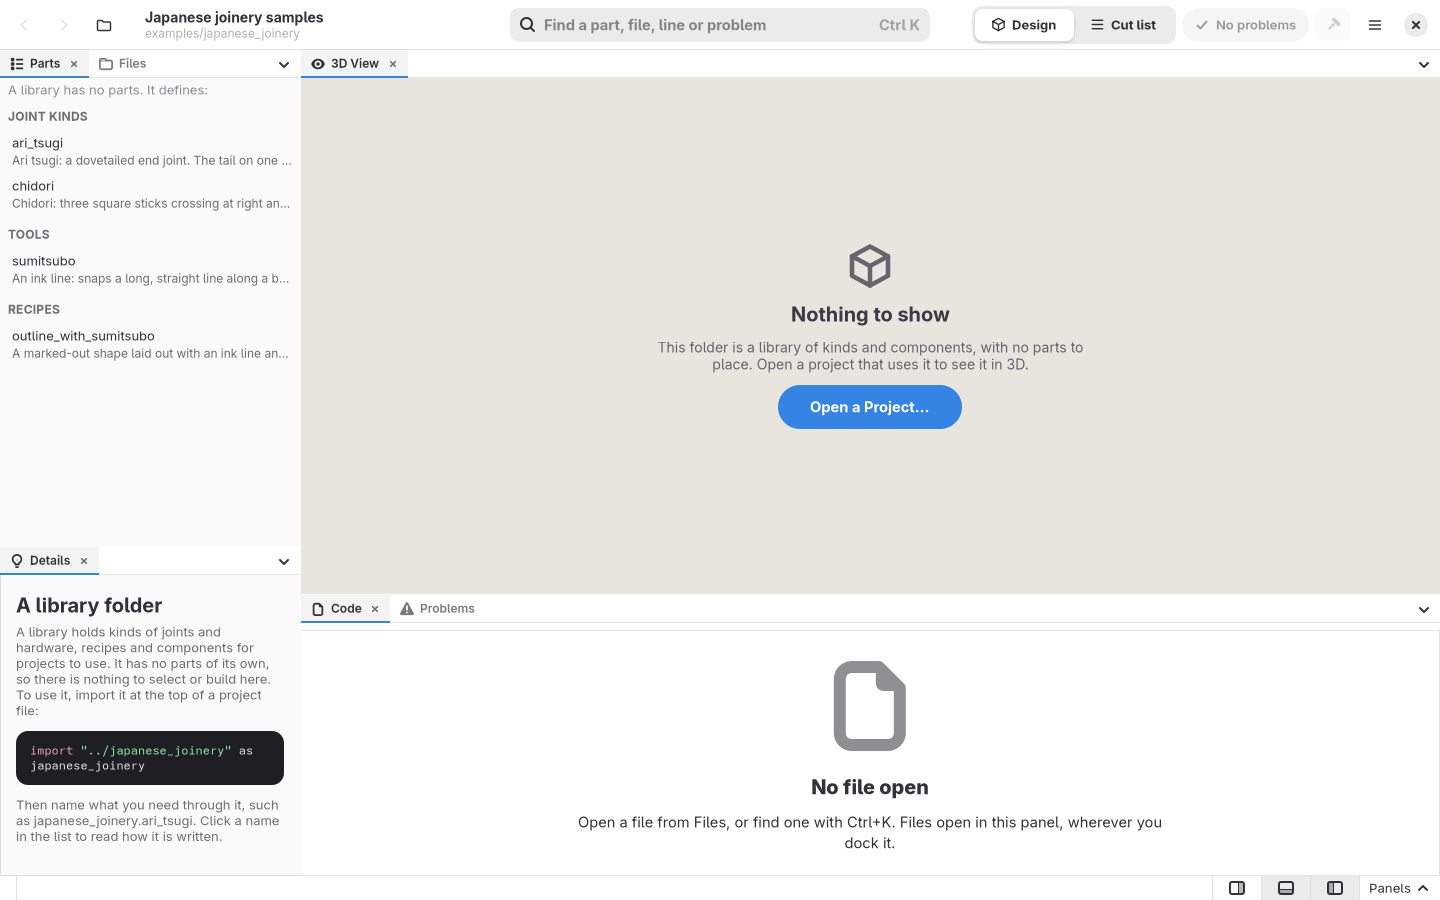 Japanese joinery samples
examples/japanese_joinery
Find a part, file, line or problem
Ctrl K
Design
Cut list
No problems
Parts
Files
3D View
A library has no parts. It defines:
JOINT KINDS
ari_tsugi
Ari tsugi: a dovetailed end joint. The tail on one ...
chidori
Chidori: three square sticks crossing at right an...
TOOLS
sumitsubo
An ink line: snaps a long, straight line along a b...
RECIPES
outline_with_sumitsubo
A marked-out shape laid out with an ink line an...
Nothing to show
This folder is a library of kinds and components, with no parts to
place. Open a project that uses it to see it in 3D.
Open a Project...
Details
A library folder
A library holds kinds of joints and
hardware, recipes and components for
projects to use. It has no parts of its own,
so there is nothing to select or build here.
To use it, import it at the top of a project
file:
import "../japanese_joinery" as
japanese_joinery
Then name what you need through it, such
as japanese_joinery.ari_tsugi. Click a name
in the list to read how it is written.
Code
Problems
No file open
Open a file from Files, or find one with Ctrl+K. Files open in this panel, wherever you
dock it.
Panels